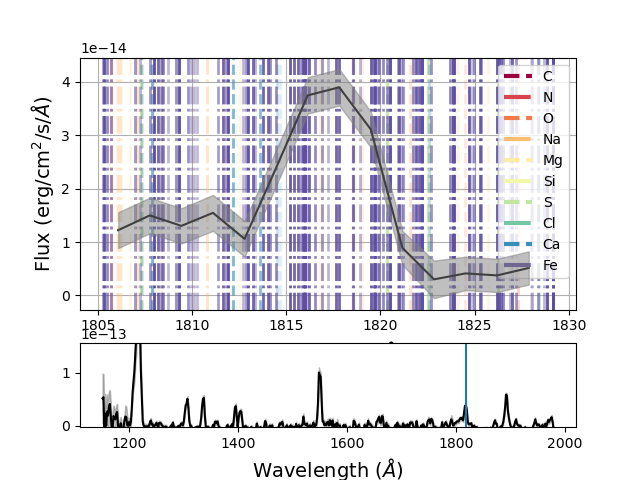 1e−14
Flux (erg/cm²/s/Å)
4
3
2
1
0
C
N
O
Na
Mg
Si
S
Cl
Ca
Fe
1805 1810 1815 1820 1825 1830
1e−13
1
0
1200 1400 1600 1800 2000
Wavelength (Å)